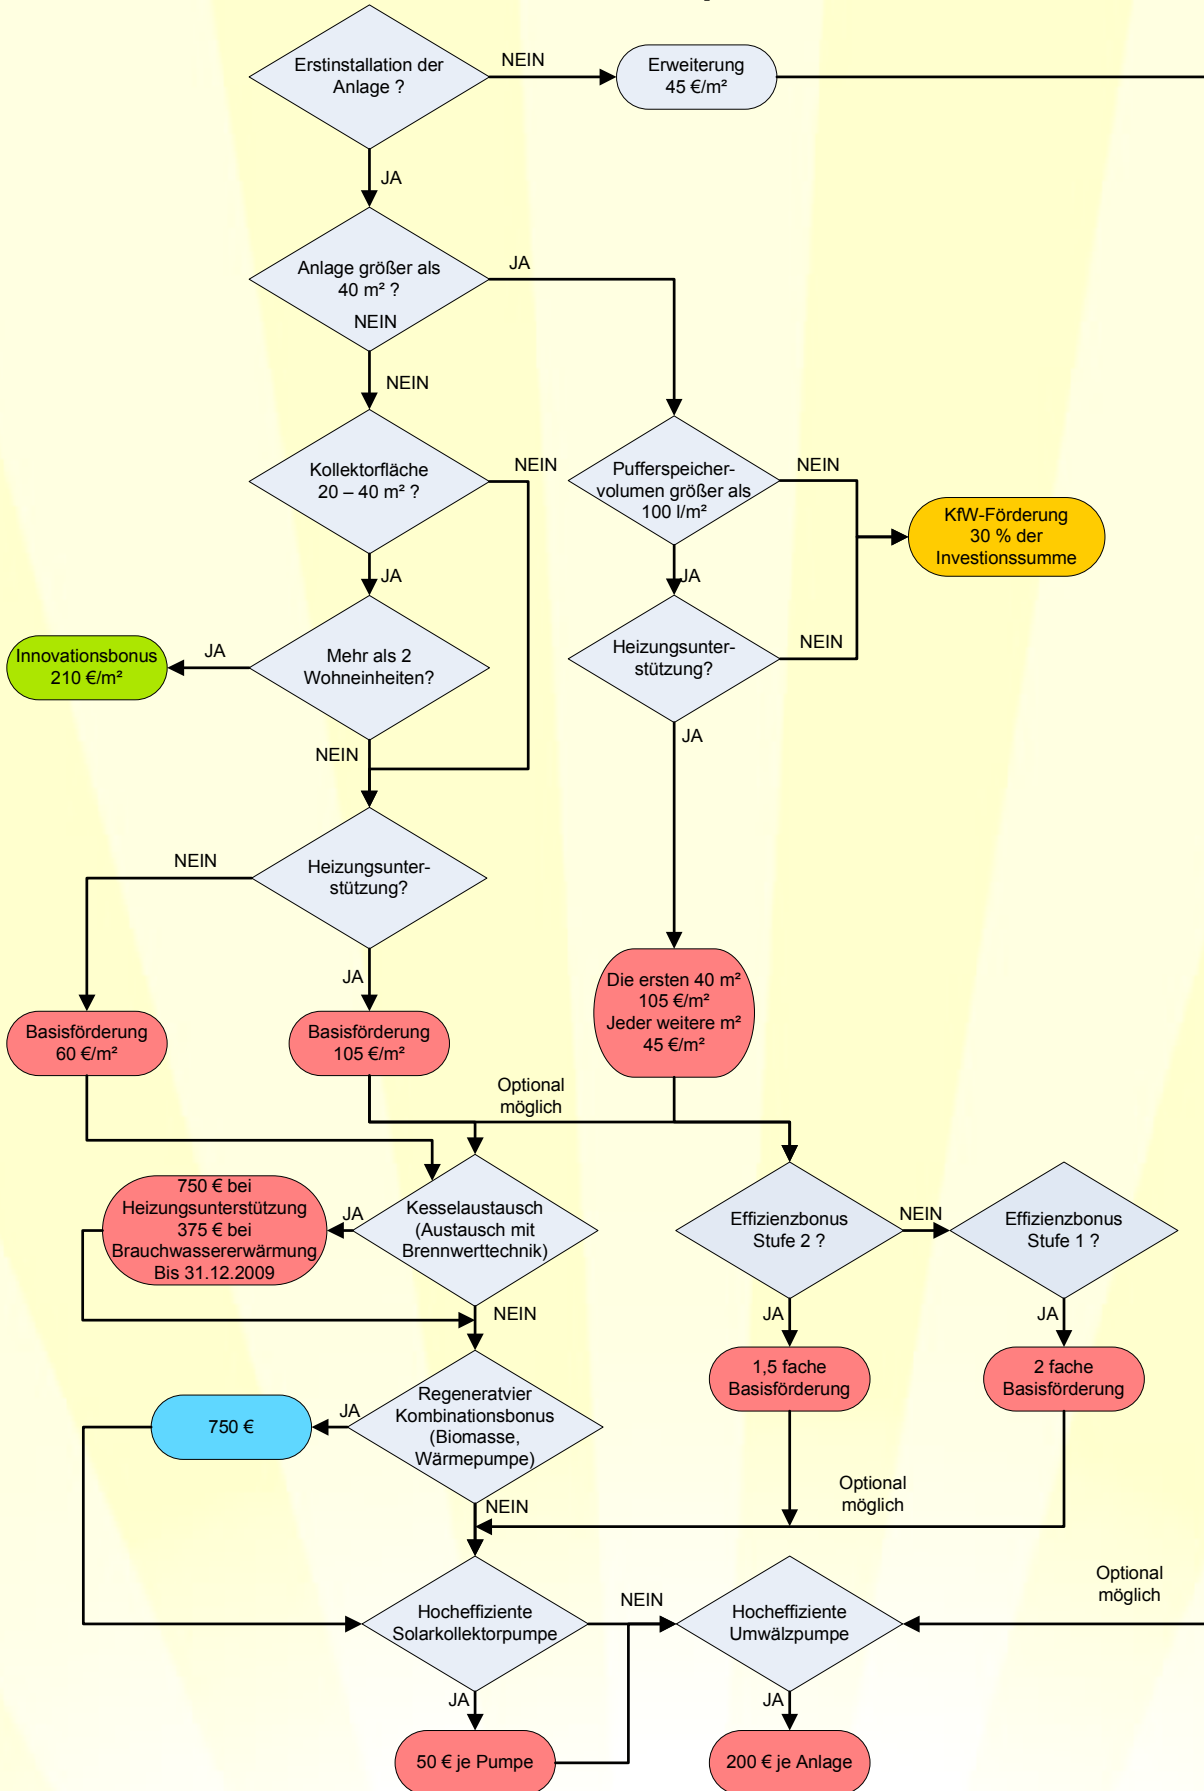 Erstinstallation der
Anlage ?
NEIN
Erweiterung
45 €/m²
JA
Anlage größer als
40 m² ?
NEIN
JA
NEIN
Kollektorfläche
20 – 40 m² ?
NEIN
Pufferspeicher-
volumen größer als
100 l/m²
NEIN
KfW-Förderung
30 % der
Investionssumme
JA
JA
Innovationsbonus
210 €/m²
JA
Mehr als 2
Wohneinheiten?
Heizungsunter-
stützung?
NEIN
NEIN
JA
NEIN
Heizungsunter-
stützung?
JA
Die ersten 40 m²
105 €/m²
Jeder weitere m²
45 €/m²
Basisförderung
60 €/m²
Basisförderung
105 €/m²
Optional
möglich
750 € bei
Heizungsunterstützung
375 € bei
Brauchwassererwärmung
Bis 31.12.2009
JA
Kesselaustausch
(Austausch mit
Brennwerttechnik)
Effizienzbonus
Stufe 2 ?
NEIN
Effizienzbonus
Stufe 1 ?
NEIN
JA
JA
1,5 fache
Basisförderung
2 fache
Basisförderung
750 €
JA
Regeneratvier
Kombinationsbonus
(Biomasse,
Wärmepumpe)
NEIN
Optional
möglich
Hocheffiziente
Solarkollektorpumpe
NEIN
Hocheffiziente
Umwälzpumpe
Optional
möglich
JA
JA
50 € je Pumpe
200 € je Anlage